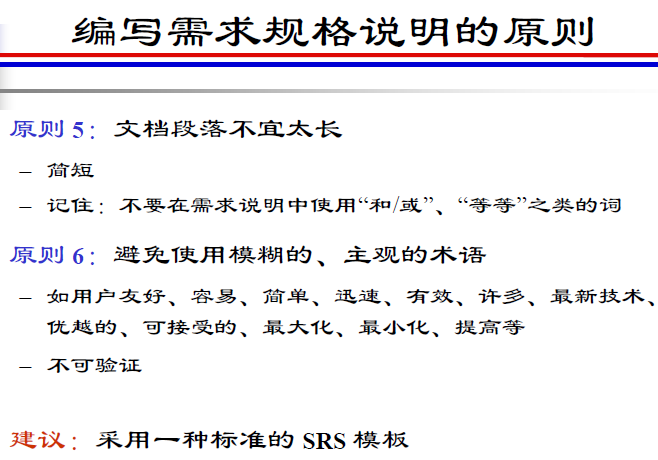 编写需求规格说明的原则
原则 5：文档段落不宜太长
– 简短
– 记住：不要在需求说明中使用“和/或”、“等等”之类的词
原则 6：避免使用模糊的、主观的术语
– 如用户友好、容易、简单、迅速、有效、许多、最新技术、
优越的、可接受的、最大化、最小化、提高等
– 不可验证
建议：采用一种标准的 SRS 模板